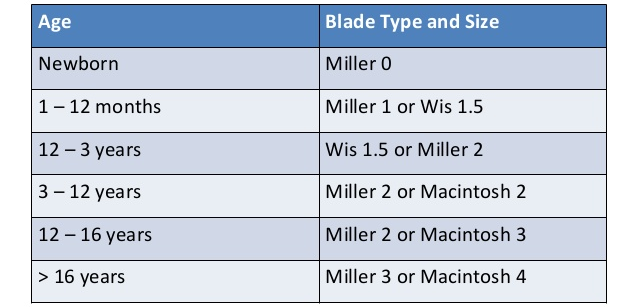 Age Blade Type and Size
Newborn Miller 0
1 – 12 months Miller 1 or Wis 1.5
12 – 3 years Wis 1.5 or Miller 2
3 – 12 years Miller 2 or Macintosh 2
12 – 16 years Miller 2 or Macintosh 3
> 16 years Miller 3 or Macintosh 4